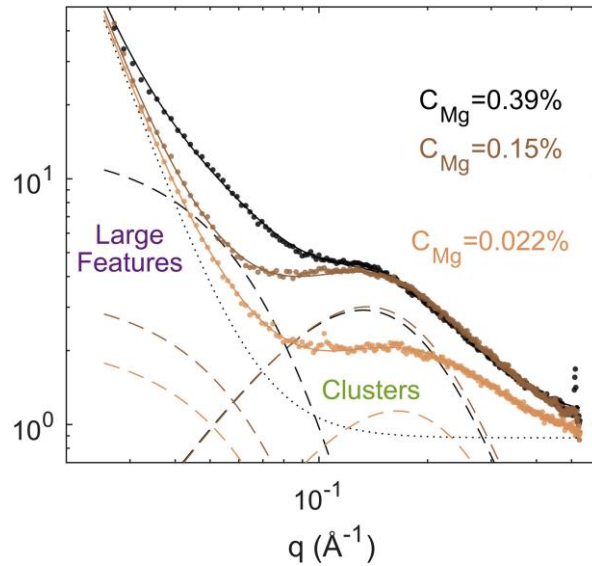 C_Mg=0.39%
C_Mg=0.15%
10^1
Large
Features
C_Mg=0.022%
Clusters
10^0
10^-1
q (Å^-1)